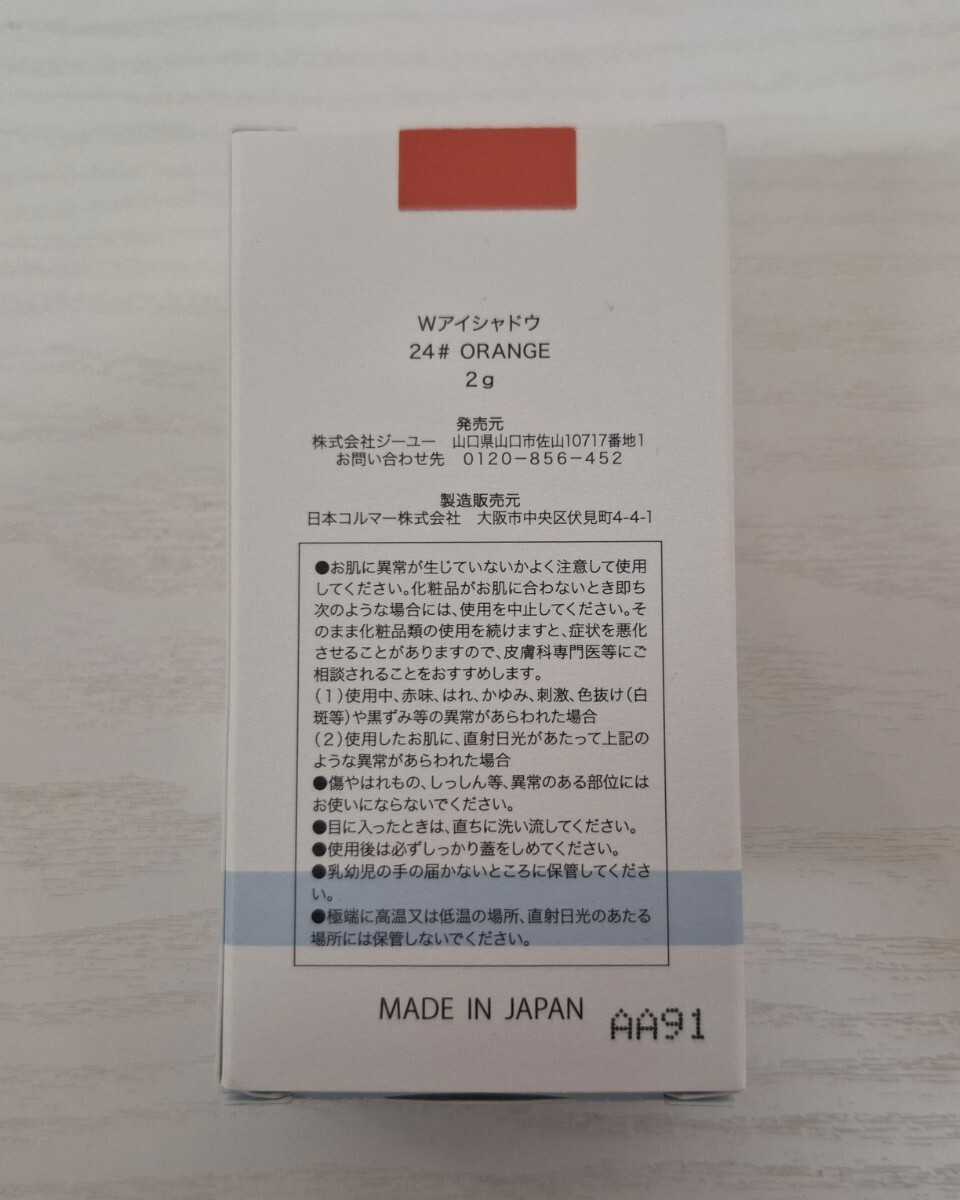 Wアイシャドウ
24# ORANGE
2g
発売元
株式会社ジーユー　山口県山口市佐山10717番地1
お問い合わせ先　0120-856-452
製造販売元
日本コルマー株式会社　大阪市中央区伏見町4-4-1
●お肌に異常が生じていないかよく注意して使用
してください。化粧品がお肌に合わないとき即ち
次のような場合には、使用を中止してください。そ
のまま化粧品類の使用を続けますと、症状を悪化
させることがありますので、皮膚科専門医等にご
相談されることをおすすめします。
(1)使用中、赤味、はれ、かゆみ、刺激、色抜け(白
斑等)や黒ずみ等の異常があらわれた場合
(2)使用したお肌に、直射日光があたって上記の
ような異常があらわれた場合
●傷やはれもの、しっしん等、異常のある部位には
お使いにならないでください。
●目に入ったときは、直ちに洗い流してください。
●使用後は必ずしっかり蓋をしめてください。
●乳幼児の手の届かないところに保管してくださ
い。
●極端に高温又は低温の場所、直射日光のあたる
場所には保管しないでください。
MADE IN JAPAN
AA91